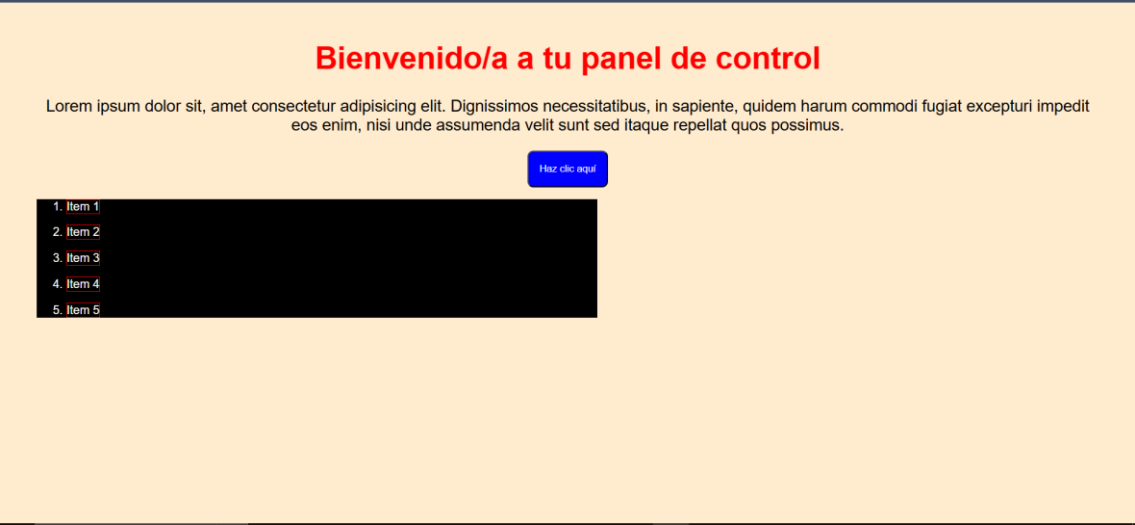 Bienvenido/a a tu panel de control
Lorem ipsum dolor sit, amet consectetur adipisicing elit. Dignissimos necessitatibus, in sapiente, quidem harum commodi fugiat excepturi impedit
eos enim, nisi unde assumenda velit sunt sed itaque repellat quos possimus.
Haz clic aquí
1. Item 1
2. Item 2
3. Item 3
4. Item 4
5. Item 5